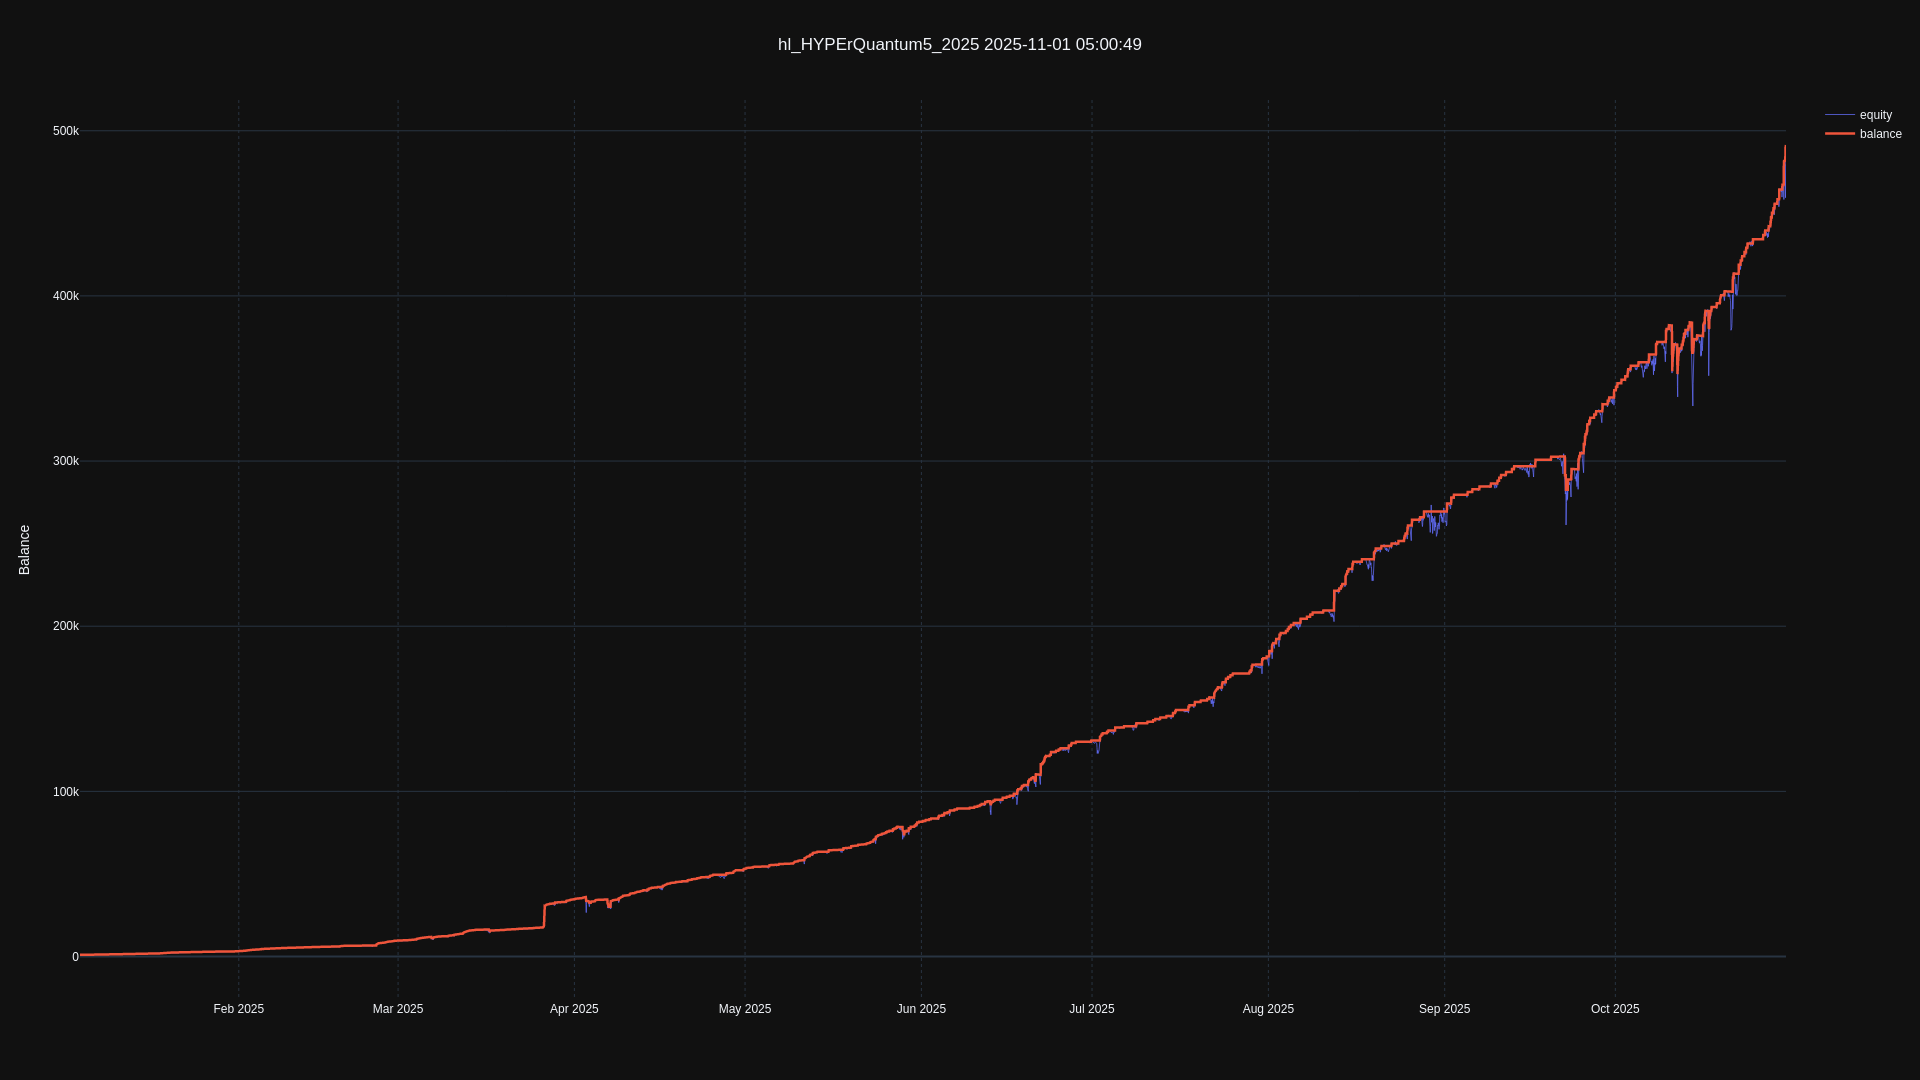 hl_HYPErQuantum5_2025 2025-11-01 05:00:49
equity
balance
500k
400k
300k
200k
100k
0
Balance
Feb 2025
Mar 2025
Apr 2025
May 2025
Jun 2025
Jul 2025
Aug 2025
Sep 2025
Oct 2025